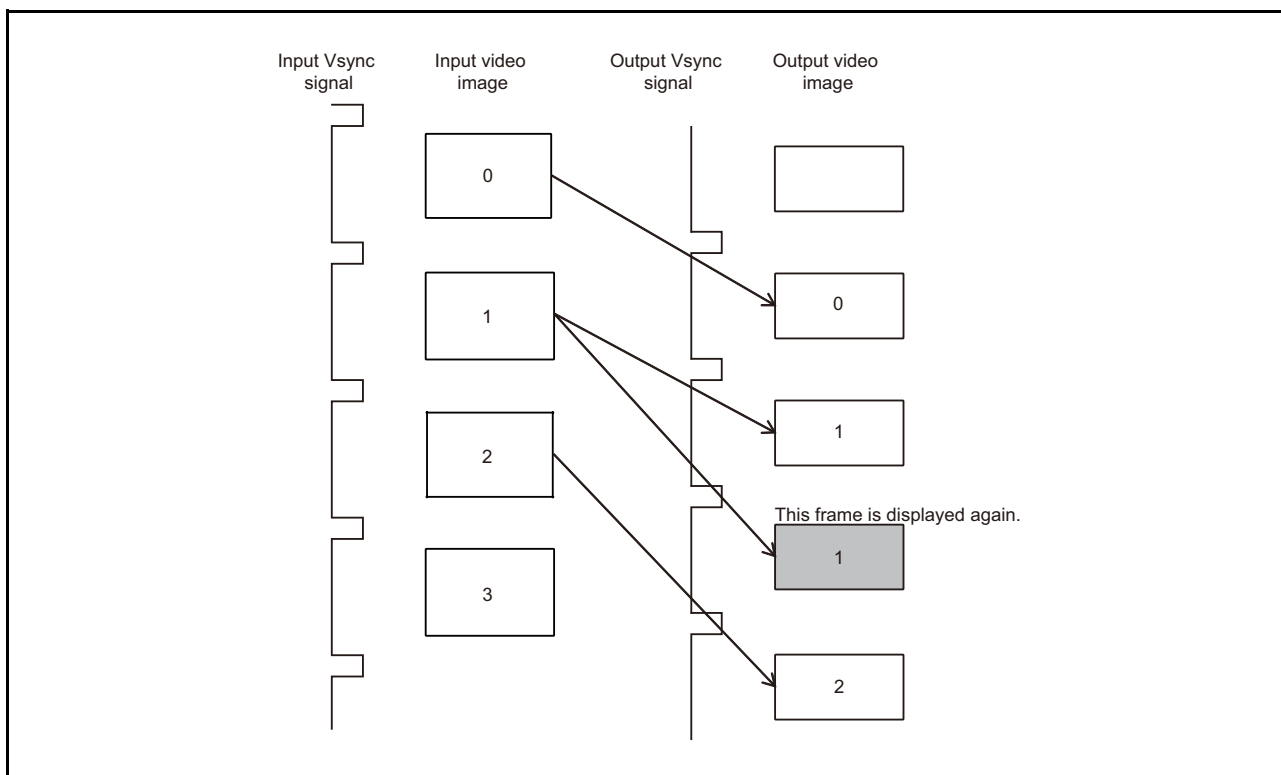 Input Vsync
signal
Input video
image
Output Vsync
signal
Output video
image
0
1
2
3
0
1
This frame is displayed again.
1
2